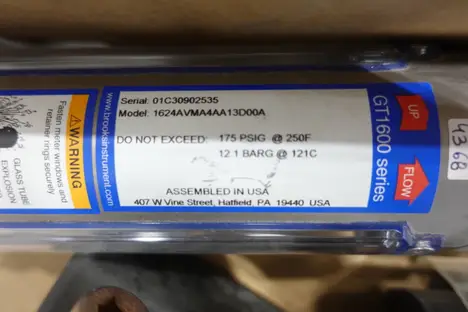 Serial: 01C30902535
Model: 1624AVMA4AA13D00A
DO NOT EXCEED: 175 PSIG @ 250F
12.1 BARG @ 121C
ASSEMBLED IN USA
407 W Vine Street, Hatfield, PA 19440 USA
www.brooksinstrument.com
GT1600 series
UP
FLOW
4368
WARNING
Fasten meter windows and
retainer rings securely
GLASS TUBE
EXPLOSION